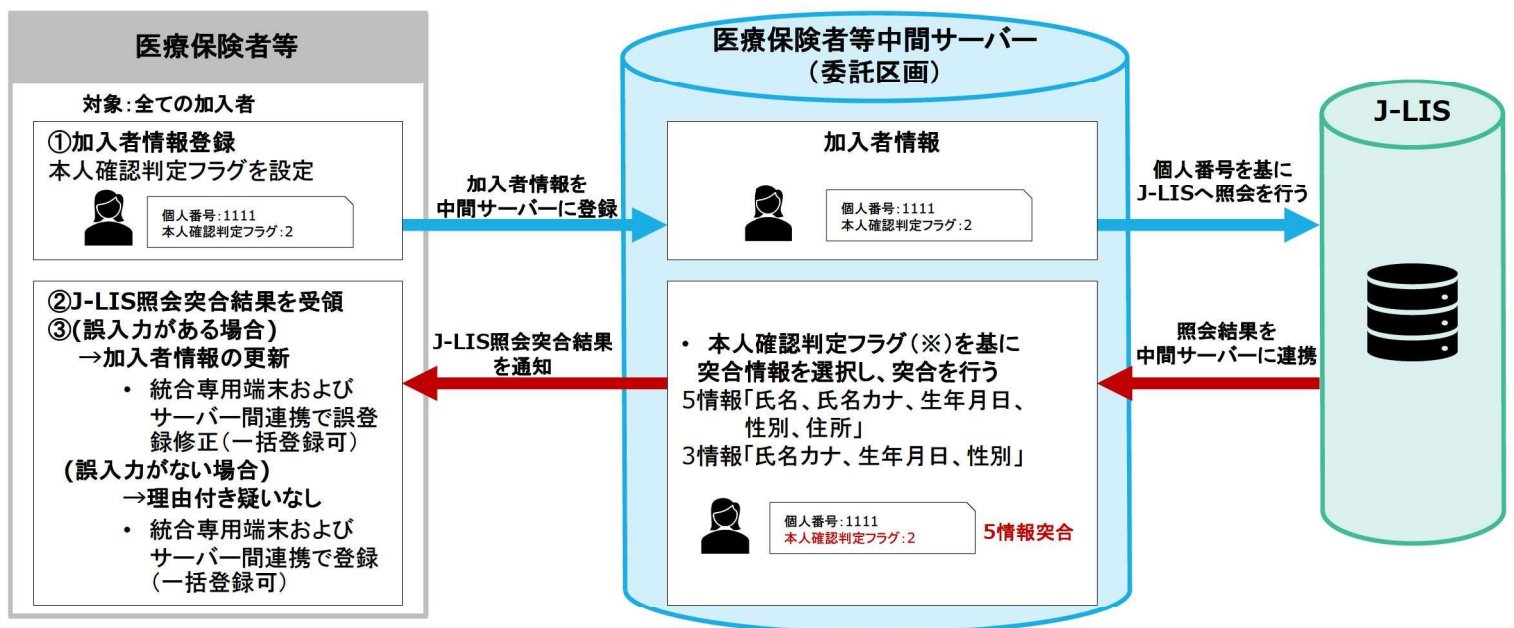 医療保険者等
対象:全ての加入者
①加入者情報登録
本人確認判定フラグを設定
個人番号:1111
本人確認判定フラグ:2
②J-LIS照会突合結果を受領
③(誤入力がある場合)
→加入者情報の更新
• 統合専用端末および
サーバー間連携で誤登
録修正(一括登録可)
(誤入力がない場合)
→理由付き疑いなし
• 統合専用端末および
サーバー間連携で登録
(一括登録可)
加入者情報を
中間サーバーに登録
J-LIS照会突合結果
を通知
医療保険者等中間サーバー
(委託区画)
加入者情報
個人番号:1111
本人確認判定フラグ:2
• 本人確認判定フラグ(※)を基に
突合情報を選択し、突合を行う
5情報「氏名、氏名カナ、生年月日、
性別、住所」
3情報「氏名カナ、生年月日、性別」
個人番号:1111
本人確認判定フラグ:2
5情報突合
個人番号を基に
J-LISへ照会を行う
照会結果を
中間サーバーに連携
J-LIS